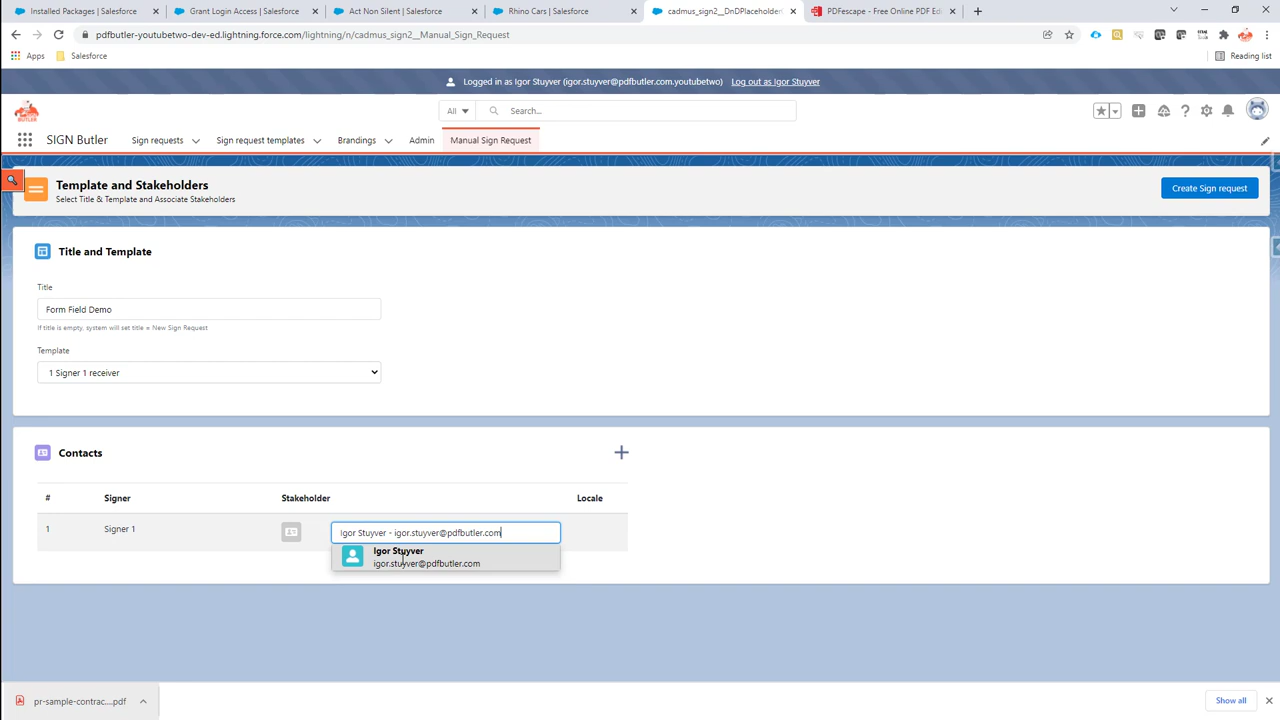 Installed Packages | Salesforce
Grant Login Access | Salesforce
Act Non Silent | Salesforce
Rhino Cars | Salesforce
cadmus_sign2__DnDPlaceholder
PDFescape - Free Online PDF Edi
pdfbutler-youtubetwo-dev-ed.lightning.force.com/lightning/n/cadmus_sign2__Manual_Sign_Request
Apps
Salesforce
Reading list
Logged in as Igor Stuyver (igor.stuyver@pdfbutler.com.youtubetwo) Log out as Igor Stuyver
All
Search...
SIGN Butler
Sign requests
Sign request templates
Brandings
Admin
Manual Sign Request
Template and Stakeholders
Select Title & Template and Associate Stakeholders
Create Sign request
Title and Template
Title
Form Field Demo
If title is empty, system will set title = New Sign Request
Template
1 Signer 1 receiver
Contacts
# Signer Stakeholder Locale
1 Signer 1 Igor Stuyver - igor.stuyver@pdfbutler.com
Igor Stuyver
igor.stuyver@pdfbutler.com
pr-sample-contrac....pdf
Show all